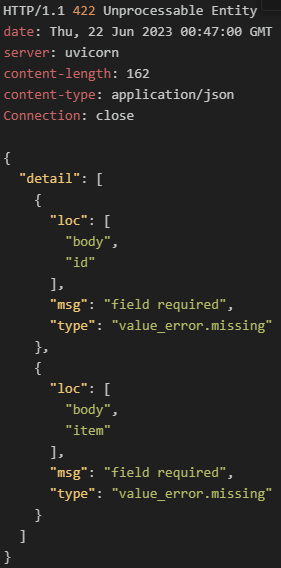 HTTP/1.1 422 Unprocessable Entity
date: Thu, 22 Jun 2023 00:47:00 GMT
server: uvicorn
content-length: 162
content-type: application/json
Connection: close

{
  "detail": [
    {
      "loc": [
        "body",
        "id"
      ],
      "msg": "field required",
      "type": "value_error.missing"
    },
    {
      "loc": [
        "body",
        "item"
      ],
      "msg": "field required",
      "type": "value_error.missing"
    }
  ]
}